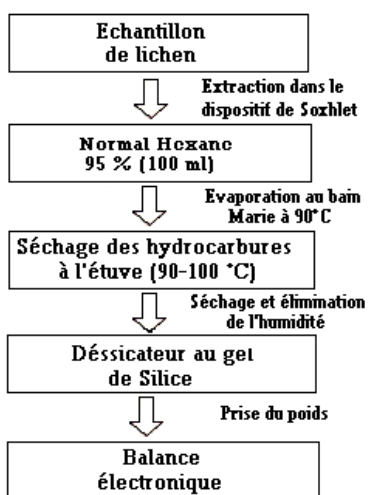 Echantillon
de lichen
Extraction dans le
dispositif de Soxhlet
Normal Hexane
95 % (100 ml)
Evaporation au bain
Marie à 90°C
Séchage des hydrocarbures
à l'étuve (90-100 °C)
Séchage et élimination
de l'humidité
Déssicateur au gel
de Silice
Prise du poids
Balance
électronique